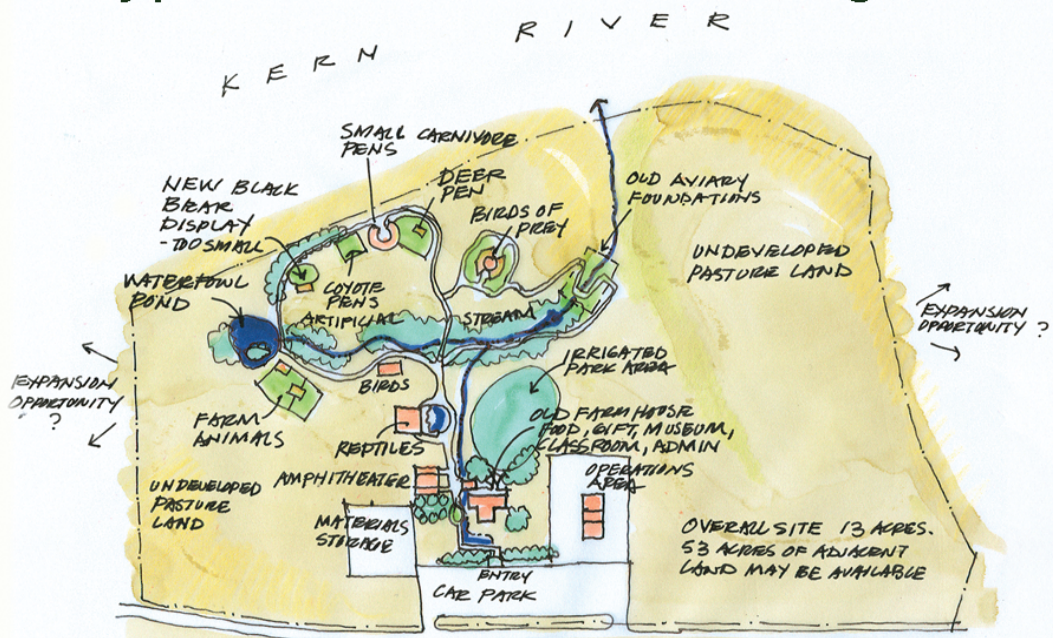 KERN RIVER
SMALL CARNIVORE
PENS
NEW BLACK
BEAR
DISPLAY
-TOO SMALL
DEER
PEN
BIRDS OF
PREY
OLD AVIARY
FOUNDATIONS
UNDEVELOPED
PASTURE LAND
WATERFOWL
POND
COYOTE
PENS
ARTIFICIAL STREAM
EXPANSION
OPPORTUNITY ?
EXPANSION
OPPORTUNITY
?
IRRIGATED
PARK AREA
BIRDS
FARM
ANIMALS
REPTILES
OLD FARM HOUSE
FOOD, GIFT, MUSEUM,
CLASSROOM, ADMIN
OPERATIONS
AREA
AMPHITHEATER
UNDEVELOPED
PASTURE
LAND
MATERIALS
STORAGE
OVERALL SITE 13 ACRES.
53 ACRES OF ADJACENT
LAND MAY BE AVAILABLE
ENTRY
CAR PARK